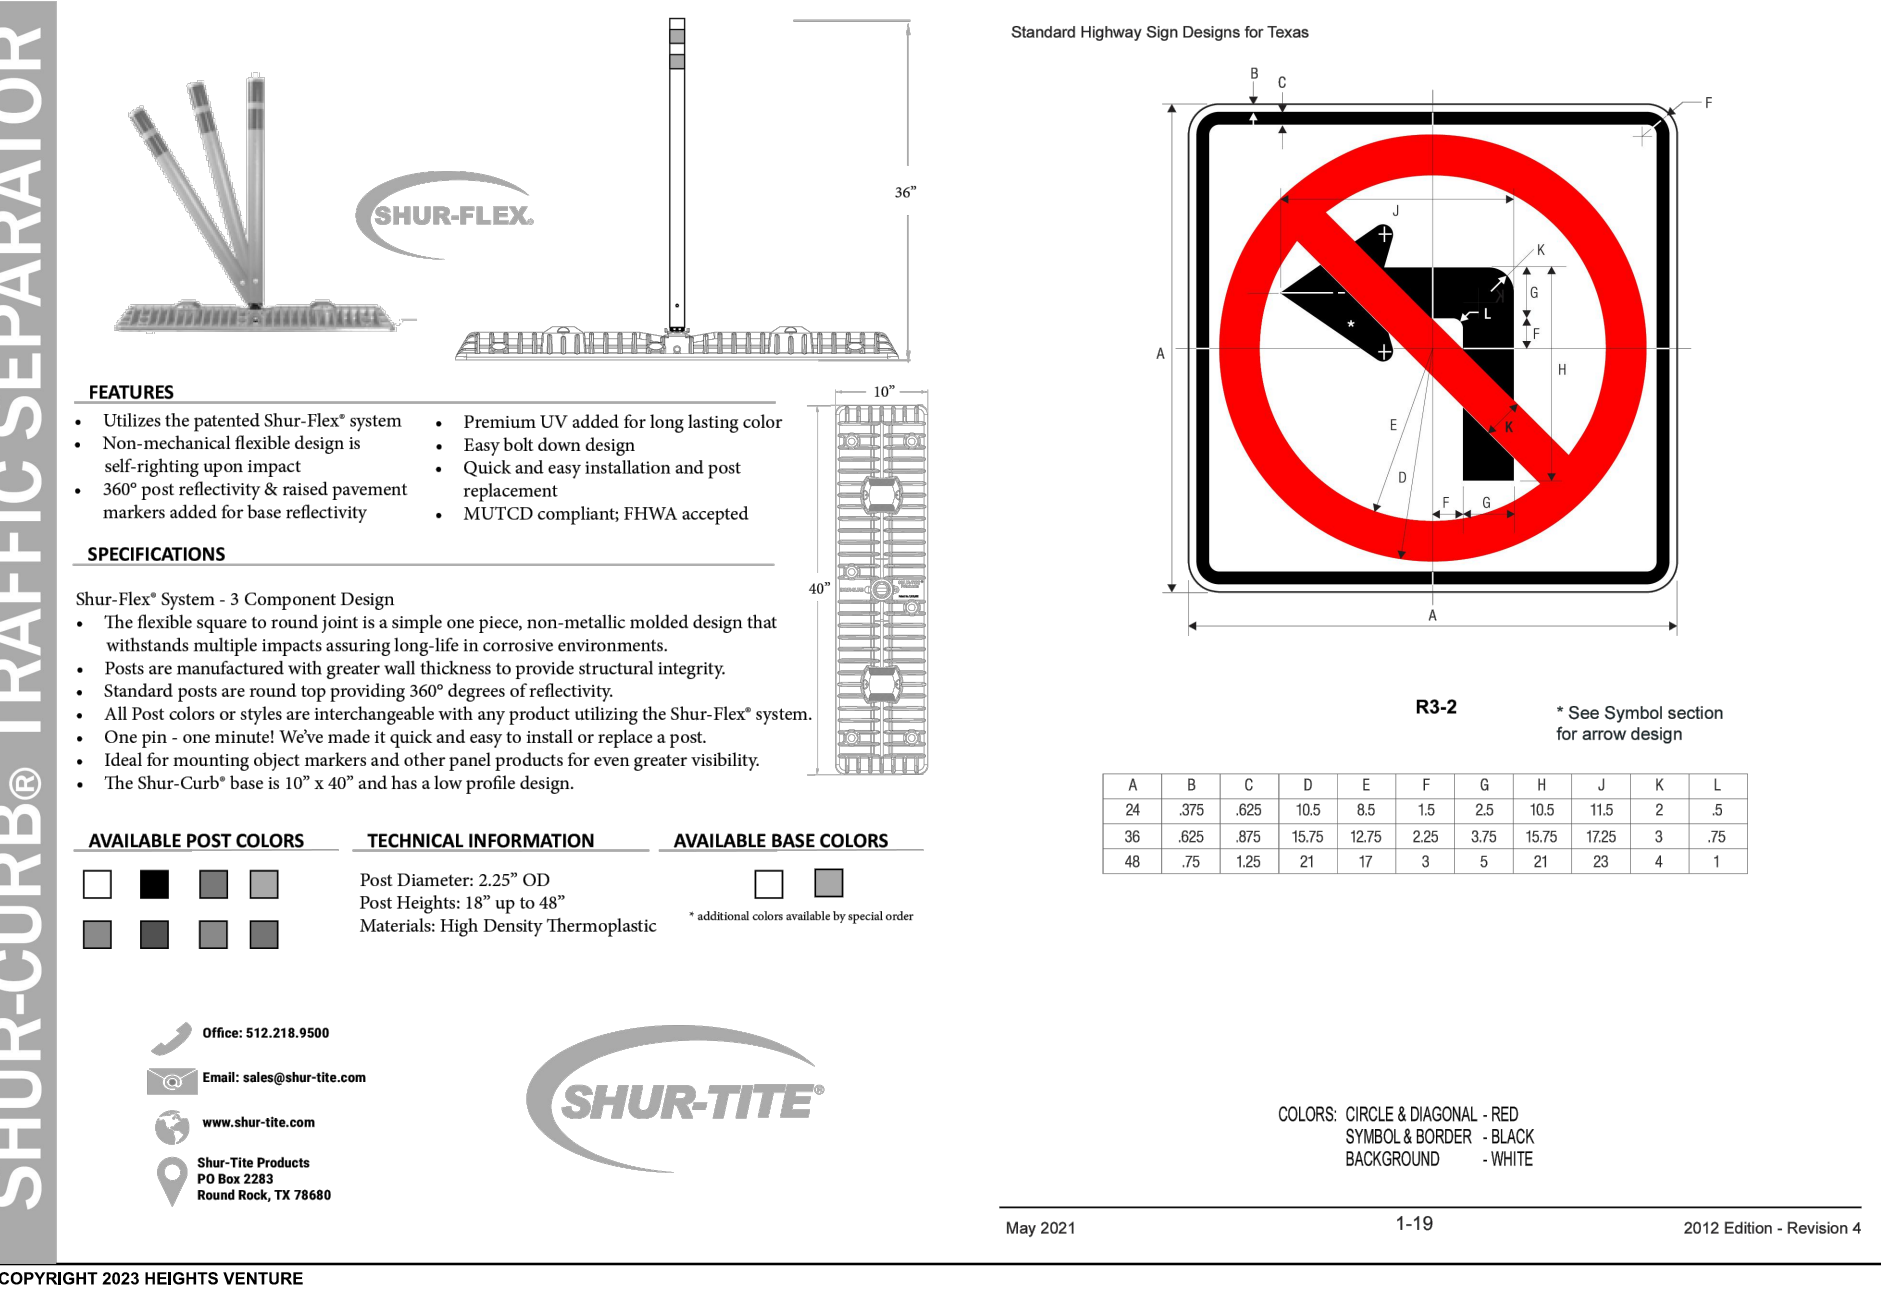 SHUR-CURB® TRAFFIC SEPARATOR
SHUR-FLEX®
36”
FEATURES
• Utilizes the patented Shur-Flex® system
• Non-mechanical flexible design is
self-righting upon impact
• 360° post reflectivity & raised pavement
markers added for base reflectivity
• Premium UV added for long lasting color
• Easy bolt down design
• Quick and easy installation and post
replacement
• MUTCD compliant; FHWA accepted
10”
40”
SPECIFICATIONS
Shur-Flex® System - 3 Component Design
• The flexible square to round joint is a simple one piece, non-metallic molded design that
withstands multiple impacts assuring long-life in corrosive environments.
• Posts are manufactured with greater wall thickness to provide structural integrity.
• Standard posts are round top providing 360° degrees of reflectivity.
• All Post colors or styles are interchangeable with any product utilizing the Shur-Flex® system.
• One pin - one minute! We’ve made it quick and easy to install or replace a post.
• Ideal for mounting object markers and other panel products for even greater visibility.
• The Shur-Curb® base is 10” x 40” and has a low profile design.
AVAILABLE POST COLORS
TECHNICAL INFORMATION
Post Diameter: 2.25” OD
Post Heights: 18” up to 48”
Materials: High Density Thermoplastic
AVAILABLE BASE COLORS
* additional colors available by special order
Office: 512.218.9500
Email: sales@shur-tite.com
www.shur-tite.com
Shur-Tite Products
PO Box 2283
Round Rock, TX 78680
SHUR-TITE®
Standard Highway Sign Designs for Texas
B
C
F
J
K
G
K
L
*
F
A
H
E
K
D
F
G
A
R3-2
* See Symbol section
for arrow design
A B C D E F G H J K L
24 .375 .625 10.5 8.5 1.5 2.5 10.5 11.5 2 .5
36 .625 .875 15.75 12.75 2.25 3.75 15.75 17.25 3 .75
48 .75 1.25 21 17 3 5 21 23 4 1
COLORS: CIRCLE & DIAGONAL - RED
SYMBOL & BORDER - BLACK
BACKGROUND - WHITE
May 2021
1-19
2012 Edition - Revision 4
COPYRIGHT 2023 HEIGHTS VENTURE